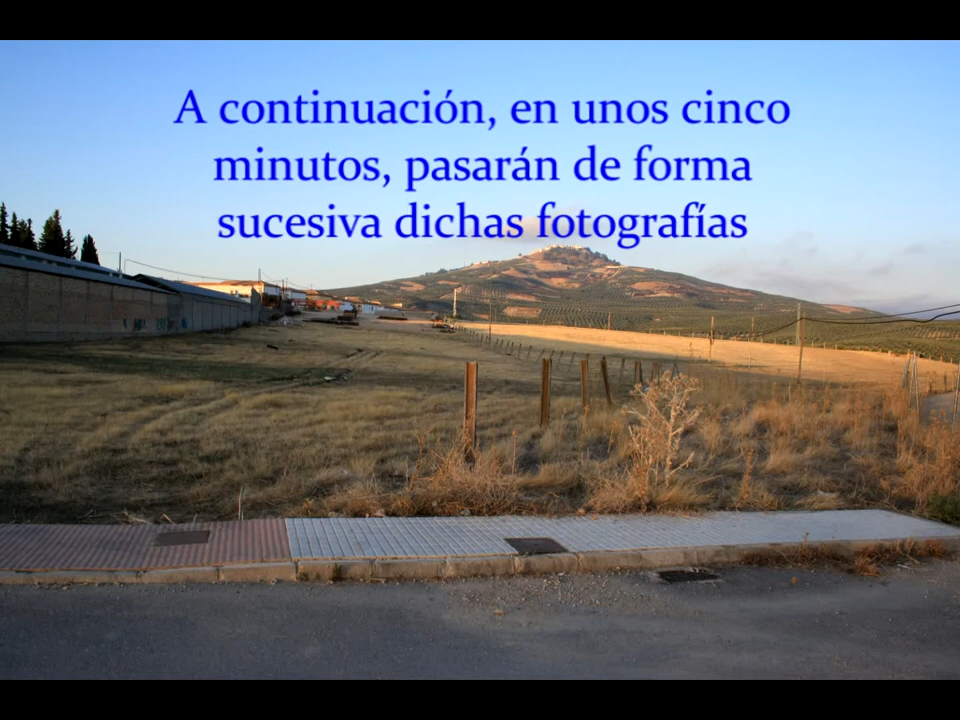 A continuación, en unos cinco
minutos, pasarán de forma
sucesiva dichas fotografías